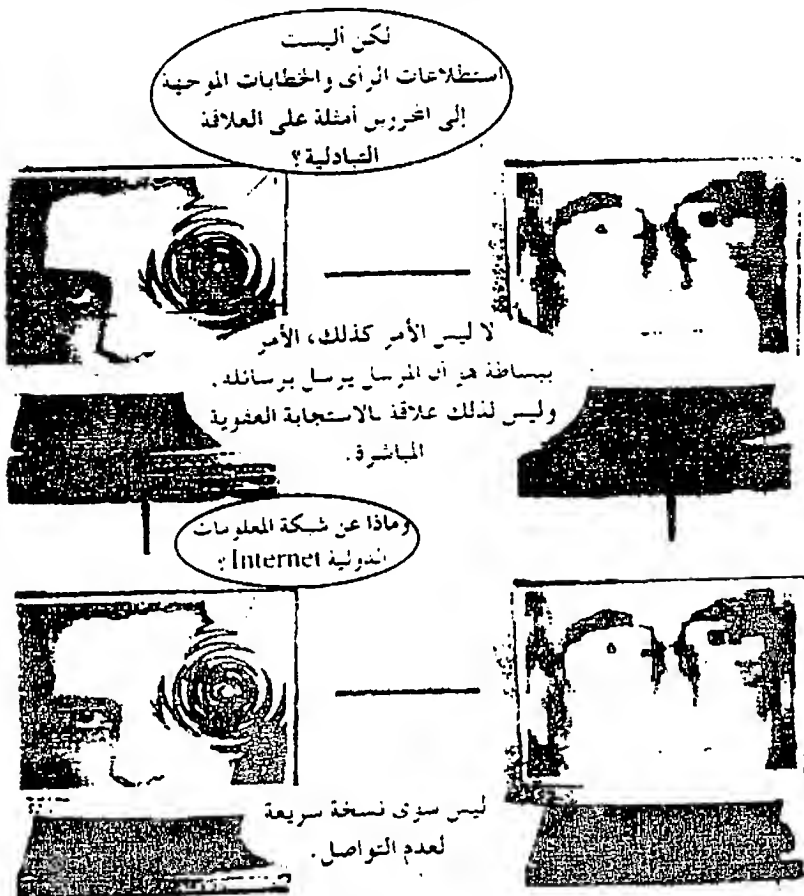 لكن أليست
استطلاعات الرأى والخطابات الموجهة
إلى المحررين أمثلة على العلاقة
التبادلية؟
لا ليس الأمر كذلك، الأمر
ببساطة هو أن المرسل يرسل برسائله.
وليس لذلك علاقة بالاستجابة العفوية
المباشرة.
وماذا عن شبكة المعلومات
الدولية Internet؟
ليس سوى نسخة سريعة
لعدم التواصل.